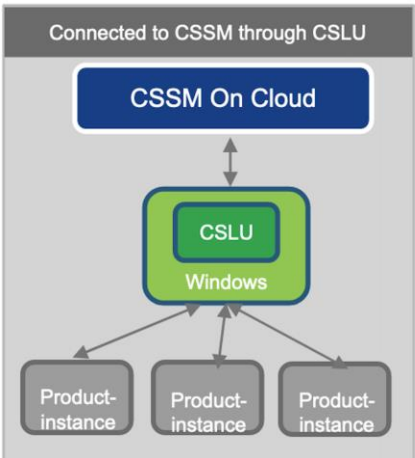 Connected to CSSM through CSLU
CSSM On Cloud
CSLU
Windows
Product-
instance
Product-
instance
Product-
instance